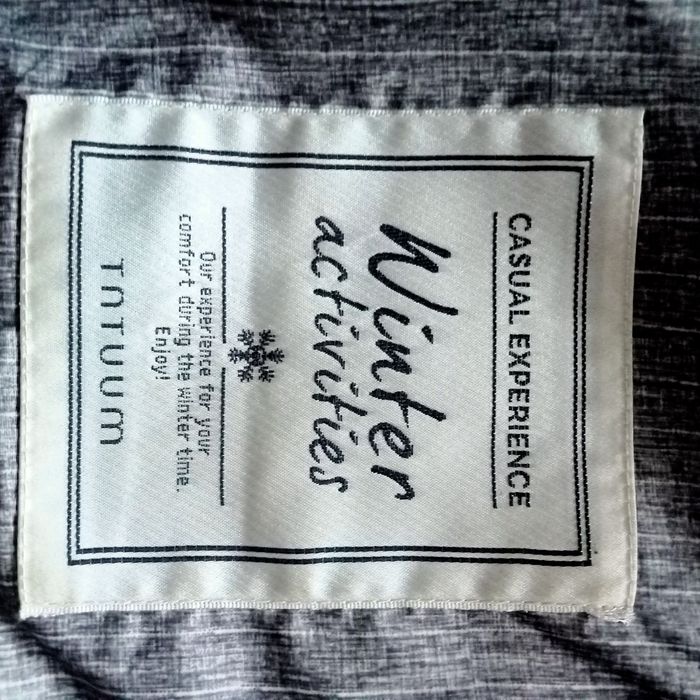 CASUAL EXPERIENCE
Winter
activities
Our experience for your
comfort during the winter time.
Enjoy!
TATUUM